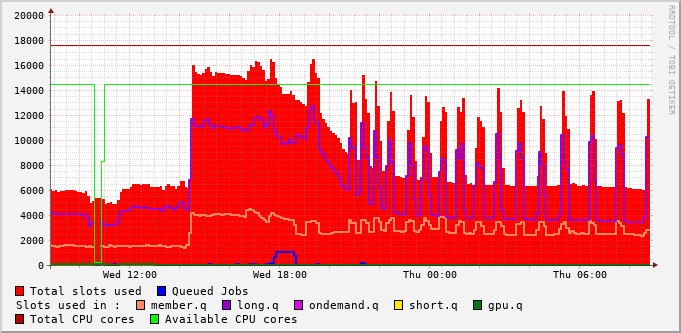 RRDTOOL / TOBI OETIKER
20000
18000
16000
14000
12000
10000
8000
6000
4000
2000
0
Wed 12:00 Wed 18:00 Thu 00:00 Thu 06:00
Total slots used Queued Jobs
Slots used in : member.q long.q ondemand.q short.q gpu.q
Total CPU cores Available CPU cores